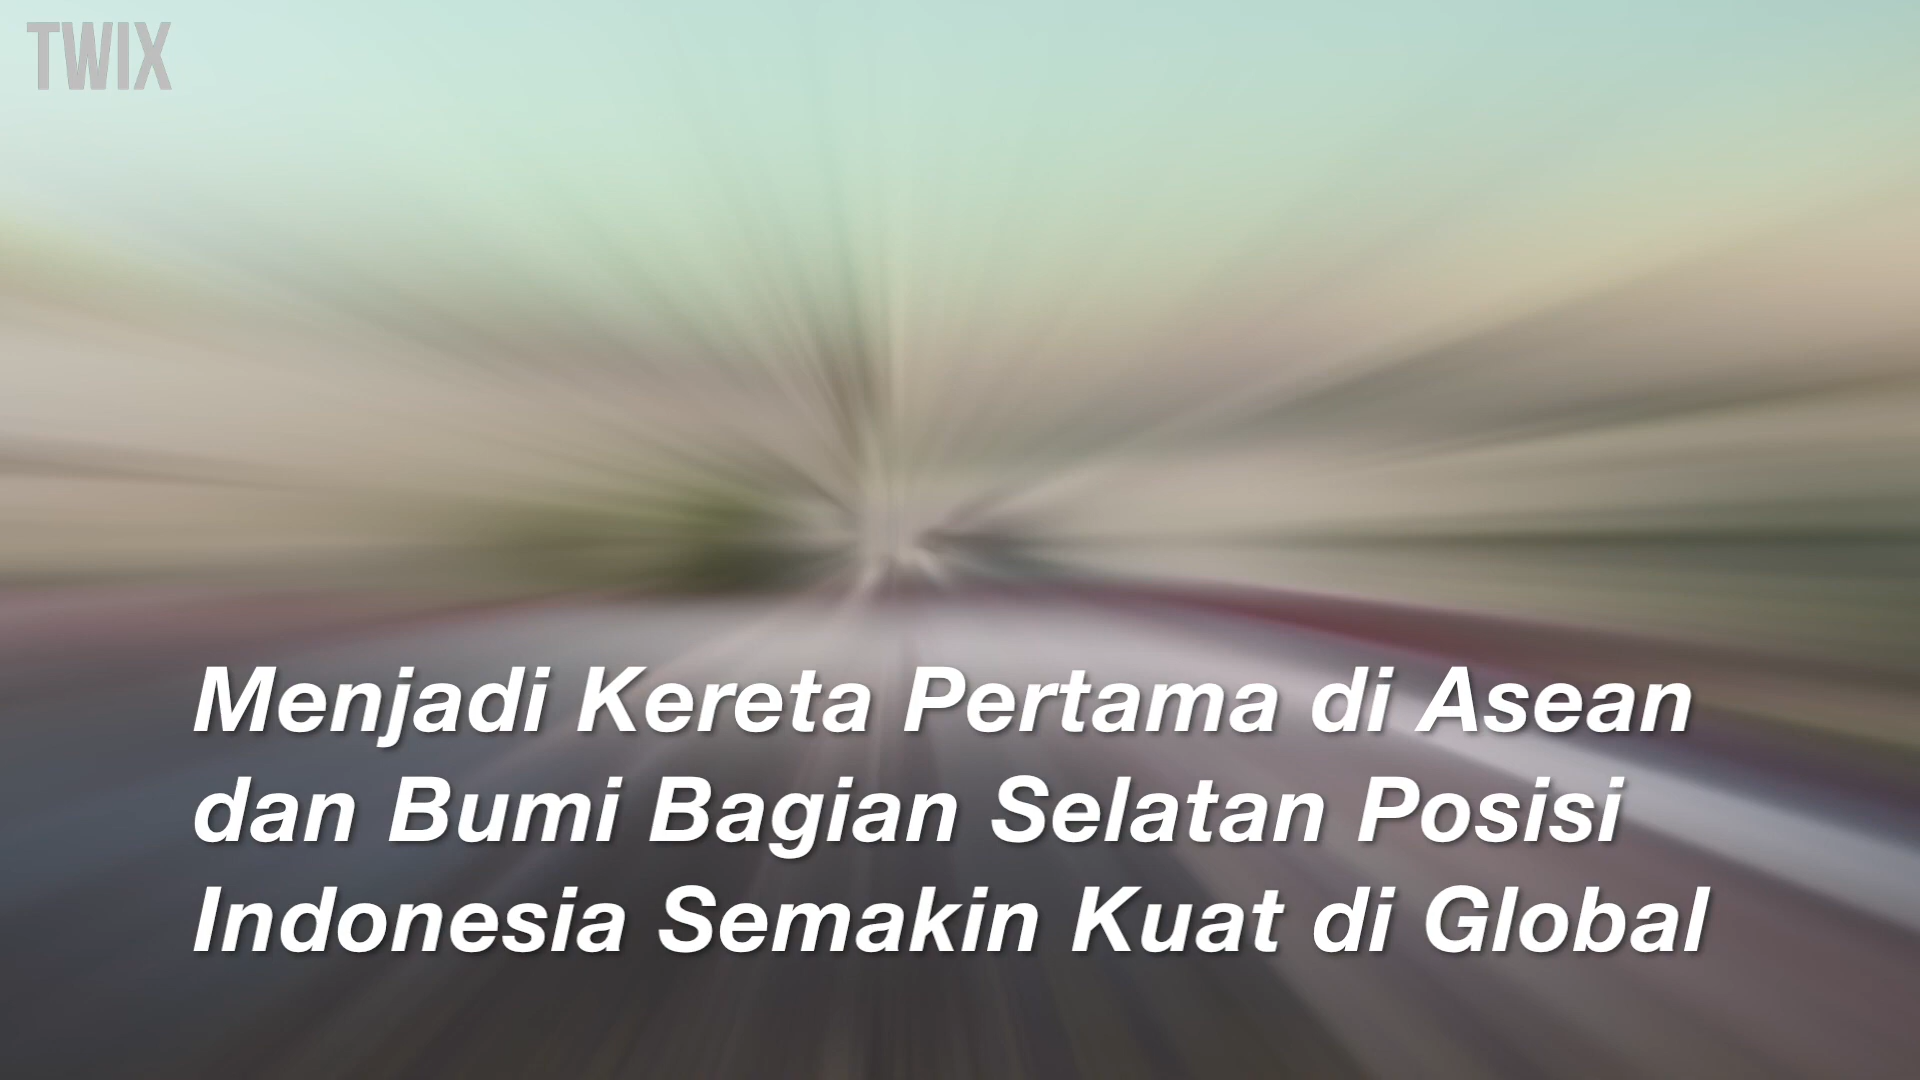 TWIX
Menjadi Kereta Pertama di Asean
dan Bumi Bagian Selatan Posisi
Indonesia Semakin Kuat di Global